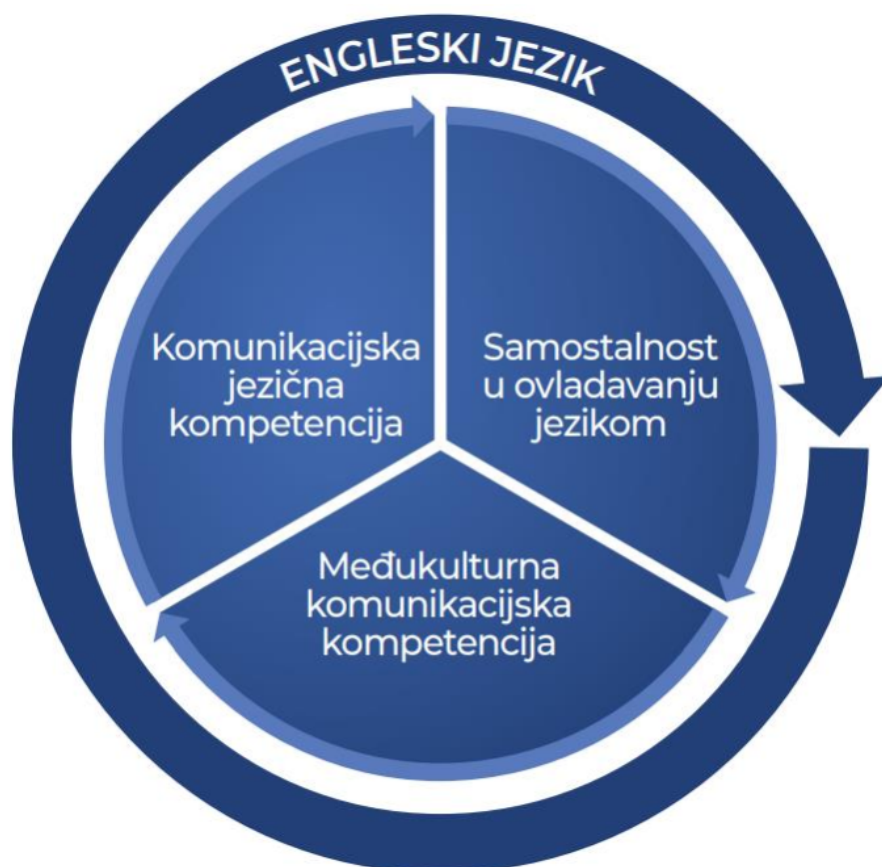 ENGLESKI JEZIK
Komunikacijska
jezična
kompetencija
Samostalnost
u ovladavanju
jezikom
Međukulturna
komunikacijska
kompetencija